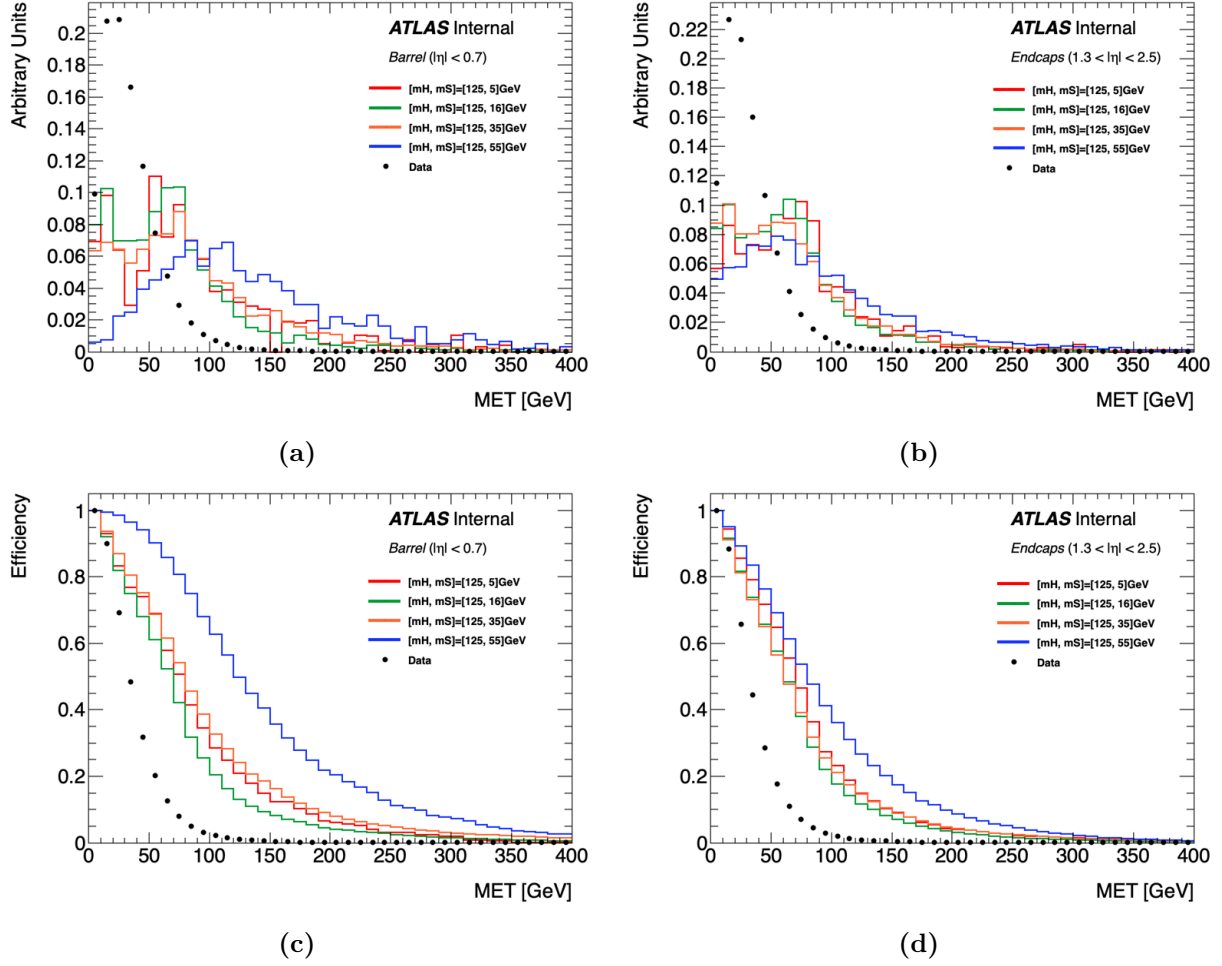 Arbitrary Units
ATLAS Internal
Barrel (|η| < 0.7)
[mH, mS]=[125, 5]GeV
[mH, mS]=[125, 16]GeV
[mH, mS]=[125, 35]GeV
[mH, mS]=[125, 55]GeV
Data
0.2
0.18
0.16
0.14
0.12
0.1
0.08
0.06
0.04
0.02
0
0 50 100 150 200 250 300 350 400
MET [GeV]
(a)
Arbitrary Units
ATLAS Internal
Endcaps (1.3 < |η| < 2.5)
[mH, mS]=[125, 5]GeV
[mH, mS]=[125, 16]GeV
[mH, mS]=[125, 35]GeV
[mH, mS]=[125, 55]GeV
Data
0.22
0.2
0.18
0.16
0.14
0.12
0.1
0.08
0.06
0.04
0.02
0
0 50 100 150 200 250 300 350 400
MET [GeV]
(b)
Efficiency
ATLAS Internal
Barrel (|η| < 0.7)
[mH, mS]=[125, 5]GeV
[mH, mS]=[125, 16]GeV
[mH, mS]=[125, 35]GeV
[mH, mS]=[125, 55]GeV
Data
1
0.8
0.6
0.4
0.2
0
0 50 100 150 200 250 300 350 400
MET [GeV]
(c)
Efficiency
ATLAS Internal
Endcaps (1.3 < |η| < 2.5)
[mH, mS]=[125, 5]GeV
[mH, mS]=[125, 16]GeV
[mH, mS]=[125, 35]GeV
[mH, mS]=[125, 55]GeV
Data
1
0.8
0.6
0.4
0.2
0
0 50 100 150 200 250 300 350 400
MET [GeV]
(d)